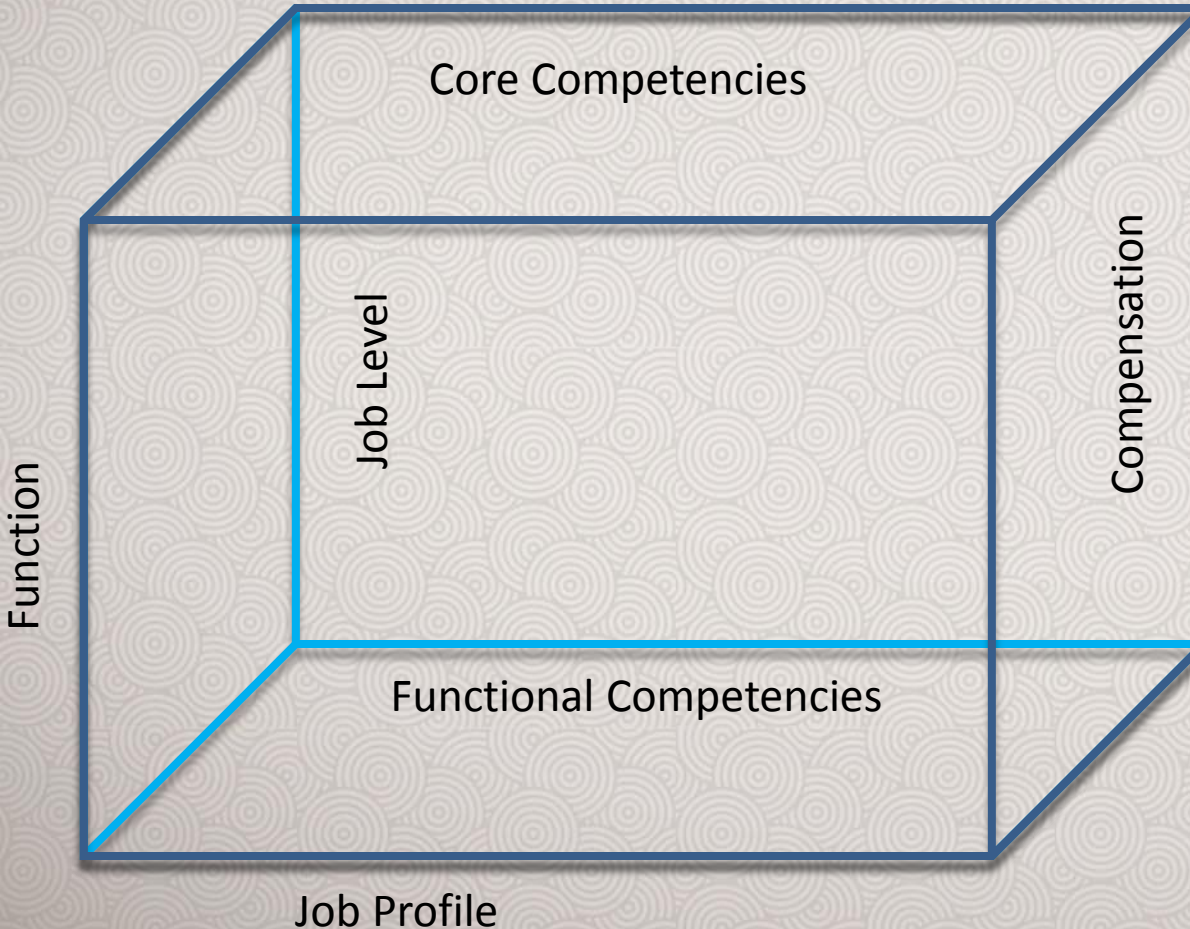 Core Competencies
Compensation
Job Level
Function
Functional Competencies
Job Profile